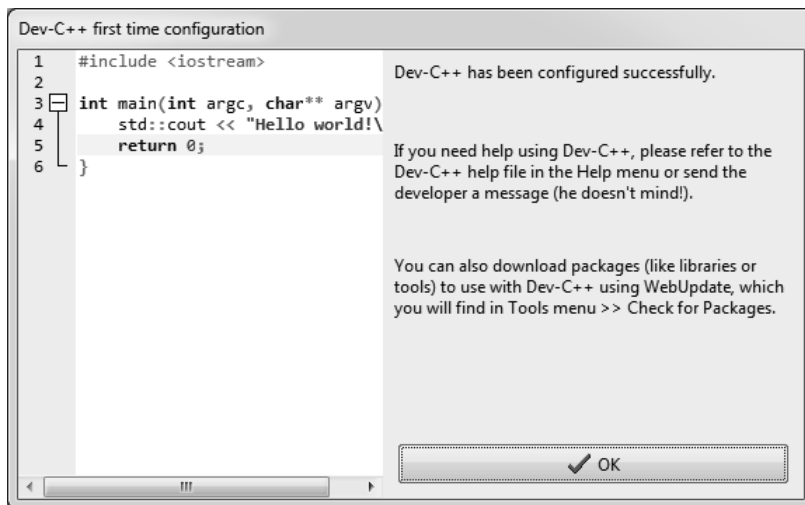 Dev-C++ first time configuration
1 #include <iostream>
2
3 int main(int argc, char** argv)
4 std::cout << "Hello world!\
5 return 0;
6 }
Dev-C++ has been configured successfully.
If you need help using Dev-C++, please refer to the
Dev-C++ help file in the Help menu or send the
developer a message (he doesn't mind!).
You can also download packages (like libraries or
tools) to use with Dev-C++ using WebUpdate, which
you will find in Tools menu >> Check for Packages.
OK